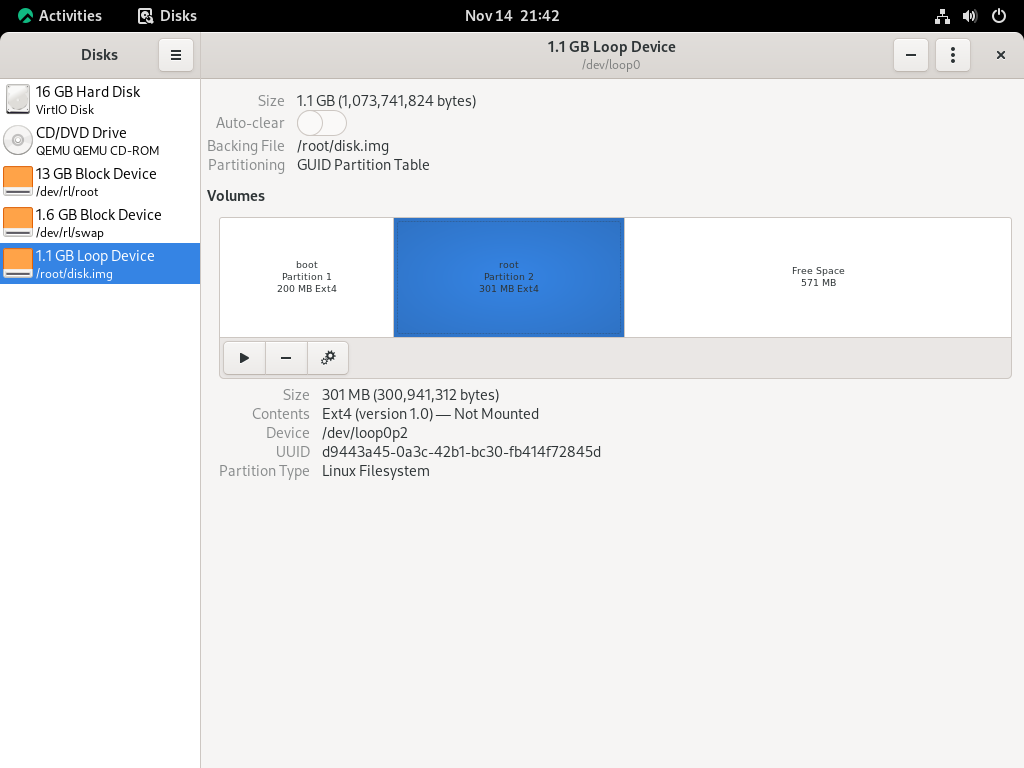 Activities
Disks
Nov 14 21:42
Disks
1.1 GB Loop Device
/dev/loop0
16 GB Hard Disk
VirtIO Disk
CD/DVD Drive
QEMU QEMU CD-ROM
13 GB Block Device
/dev/rl/root
1.6 GB Block Device
/dev/rl/swap
1.1 GB Loop Device
/root/disk.img
Size 1.1 GB (1,073,741,824 bytes)
Auto-clear
Backing File /root/disk.img
Partitioning GUID Partition Table
Volumes
boot
Partition 1
200 MB Ext4
root
Partition 2
301 MB Ext4
Free Space
571 MB
Size 301 MB (300,941,312 bytes)
Contents Ext4 (version 1.0) — Not Mounted
Device /dev/loop0p2
UUID d9443a45-0a3c-42b1-bc30-fb414f72845d
Partition Type Linux Filesystem